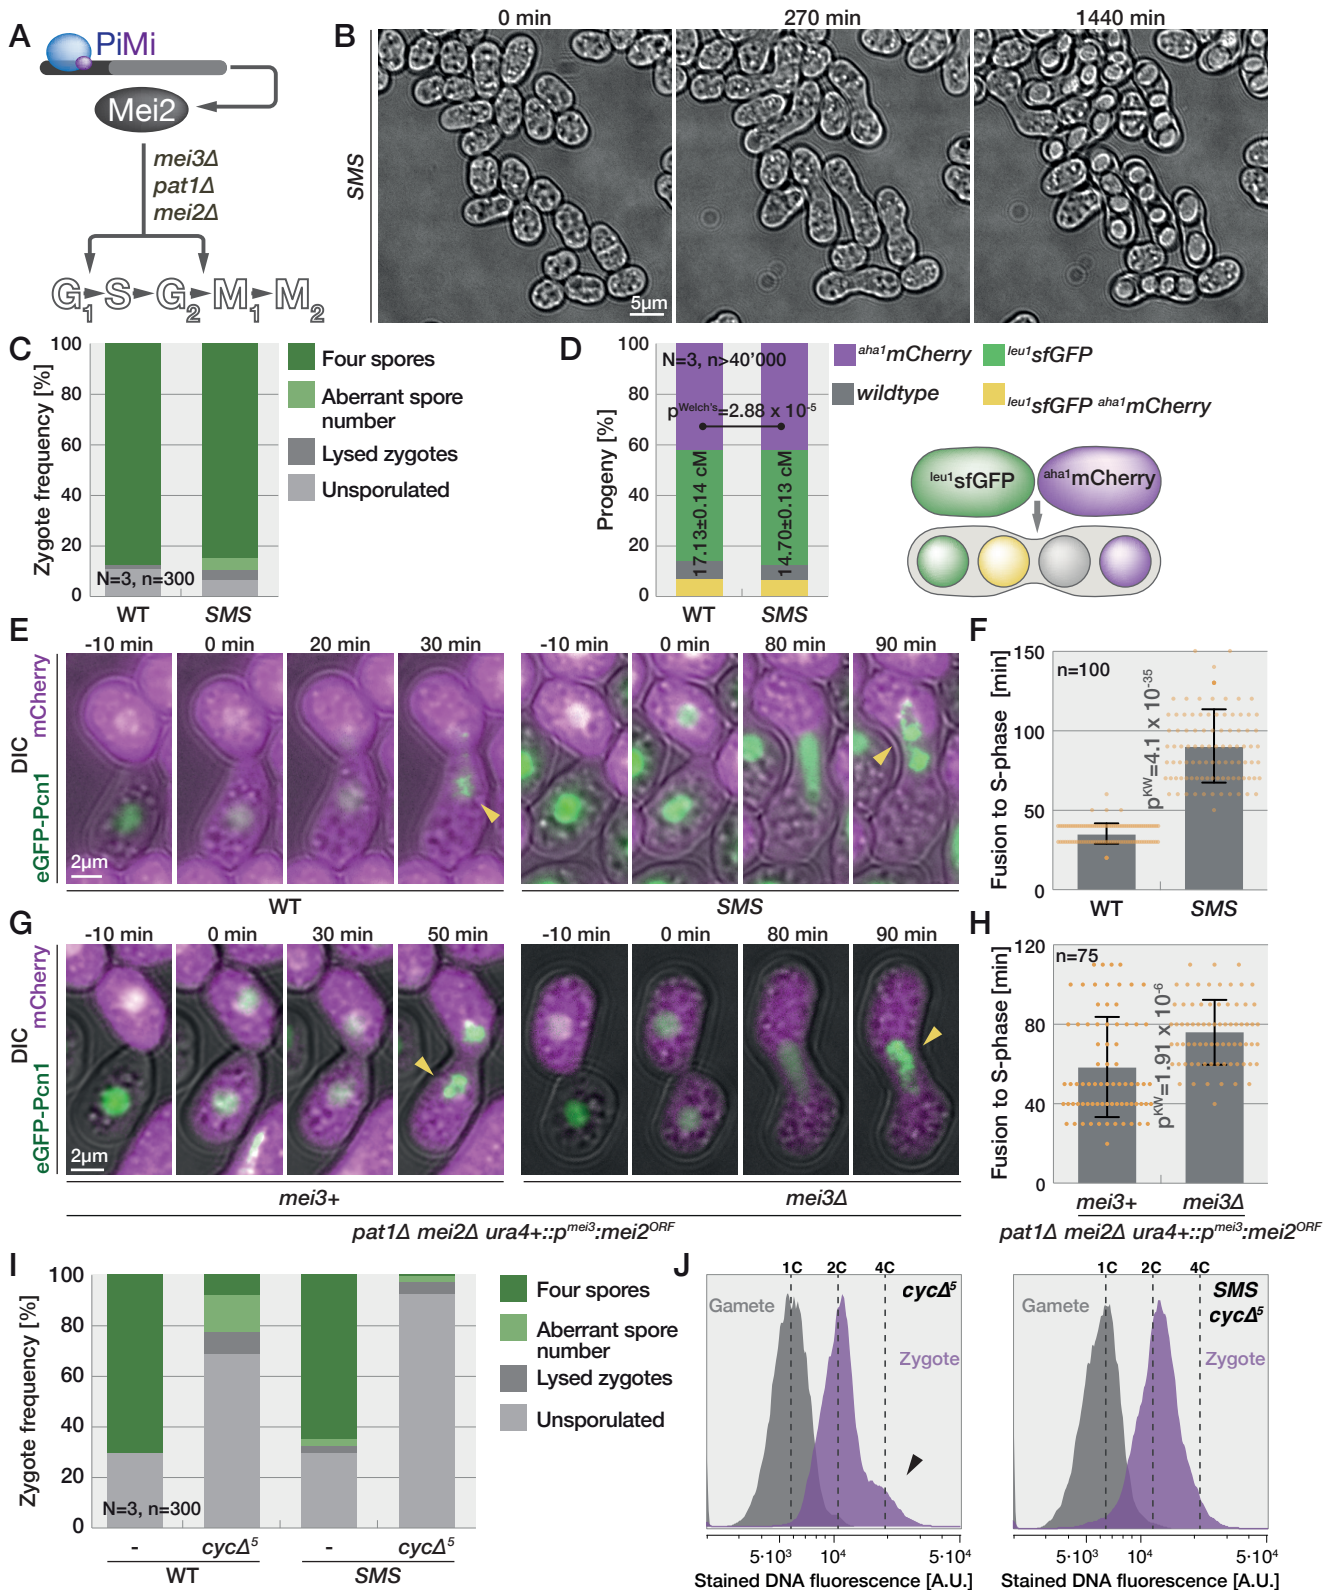 A
PiMi
Mei2
mei3Δ
pat1Δ
mei2Δ
G1 S G2 M1 M2
B
0 min
270 min
1440 min
SMS
5µm
C
Zygote frequency [%]
100
80
60
40
20
0
N=3, n=300
WT
SMS
Four spores
Aberrant spore
number
Lysed zygotes
Unsporulated
D
Progeny [%]
100
80
60
40
20
0
N=3, n>40'000
pWelch's=2.88 x 10-5
17.13±0.14 cM
14.70±0.13 cM
WT
SMS
aha1mCherry
leu1sfGFP
wildtype
leu1sfGFP aha1mCherry
leu1sfGFP
aha1mCherry
E
DIC
eGFP-Pcn1 mCherry
-10 min
0 min
20 min
30 min
2µm
WT
-10 min
0 min
80 min
90 min
SMS
F
Fusion to S-phase [min]
150
100
50
0
n=100
pKW=4.1 x 10-35
WT
SMS
G
DIC
eGFP-Pcn1 mCherry
-10 min
0 min
30 min
50 min
2µm
mei3+
-10 min
0 min
80 min
90 min
mei3Δ
pat1Δ mei2Δ ura4+::pmei3:mei2ORF
H
Fusion to S-phase [min]
120
80
40
0
n=75
pKW=1.91 x 10-6
mei3+
mei3Δ
pat1Δ mei2Δ ura4+::pmei3:mei2ORF
I
Zygote frequency [%]
100
80
60
40
20
0
N=3, n=300
-
cycΔ5
-
cycΔ5
WT
SMS
Four spores
Aberrant spore
number
Lysed zygotes
Unsporulated
J
1C
2C
4C
Gamete
cycΔ5
Zygote
5·103
104
5·104
Stained DNA fluorescence [A.U.]
1C
2C
4C
Gamete
SMS
cycΔ5
Zygote
5·103
104
5·104
Stained DNA fluorescence [A.U.]